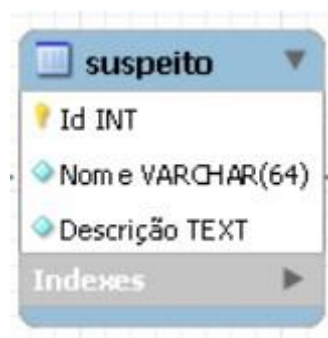 suspeito
Id INT
Nome VARCHAR(64)
Descrição TEXT
Indexes